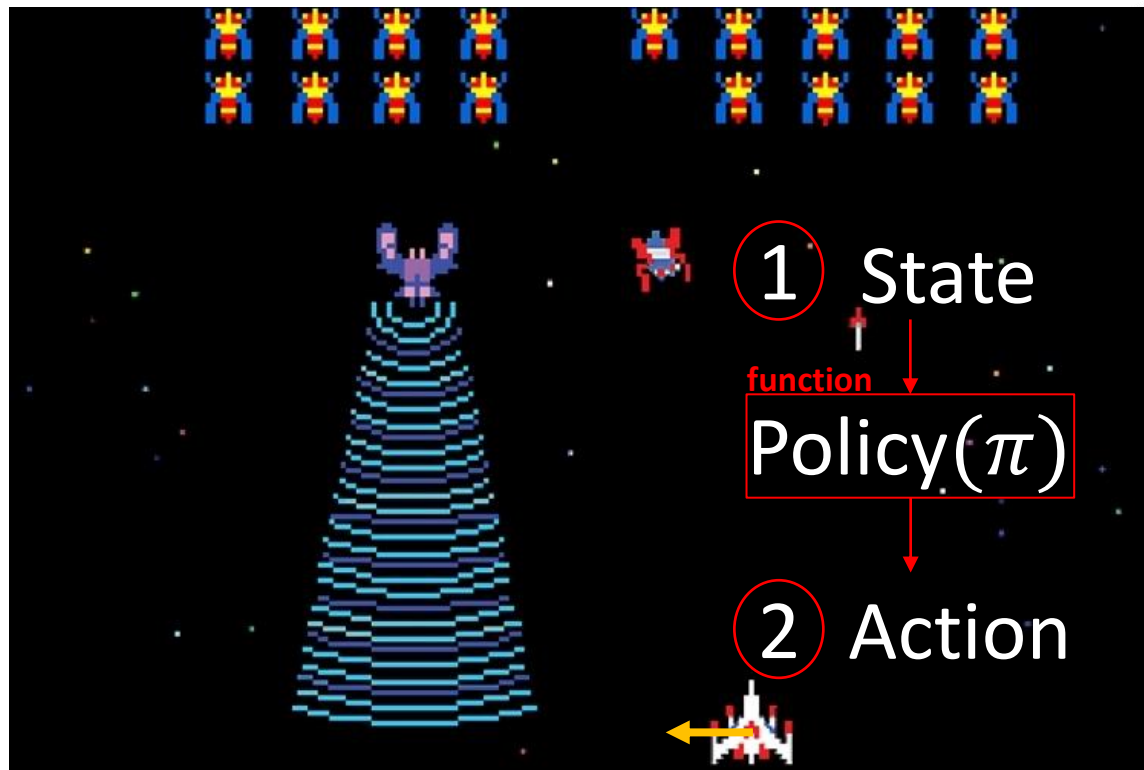 1 State
function
Policy(π)
2 Action